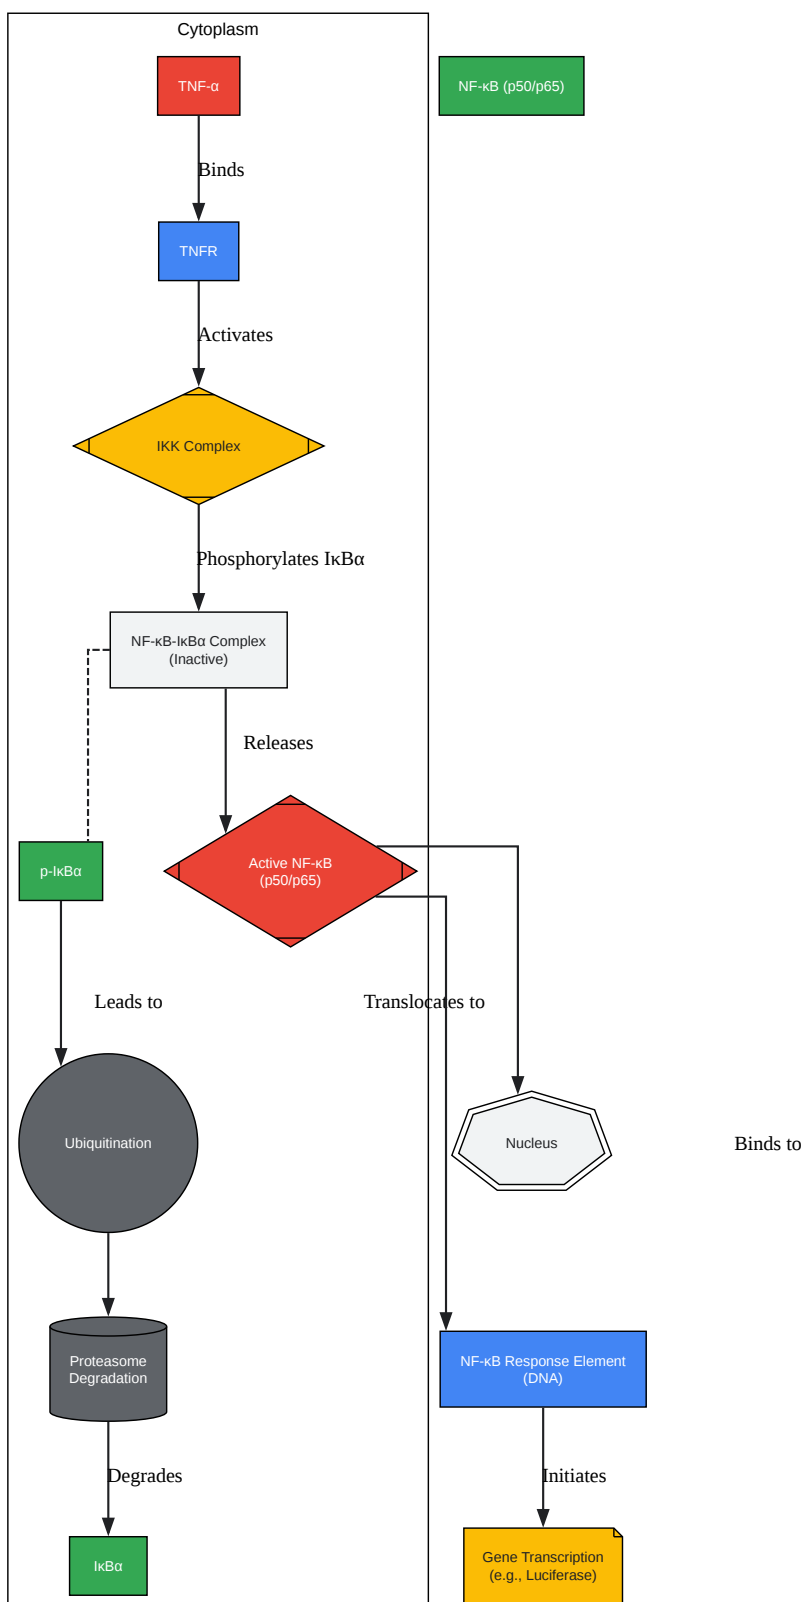 Cytoplasm
TNF-α
NF-κB (p50/p65)
Binds
TNFR
Activates
IKK Complex
Phosphorylates IκBα
NF-κB-IκBα Complex
(Inactive)
Releases
Active NF-κB
(p50/p65)
p-IκBα
Leads to
Translocates to
Ubiquitination
Nucleus
Binds to
Proteasome
Degradation
NF-κB Response Element
(DNA)
Degrades
Initiates
IκBα
Gene Transcription
(e.g., Luciferase)